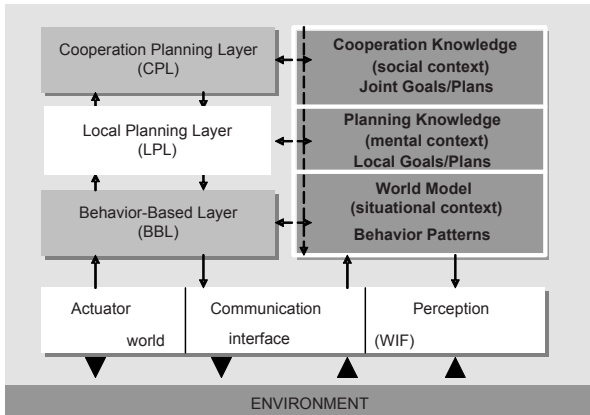 Cooperation Planning Layer
(CPL)
Cooperation Knowledge
(social context)
Joint Goals/Plans
Local Planning Layer
(LPL)
Planning Knowledge
(mental context)
Local Goals/Plans
Behavior-Based Layer
(BBL)
World Model
(situational context)
Behavior Patterns
Actuator Communication Perception
world interface (WIF)
ENVIRONMENT